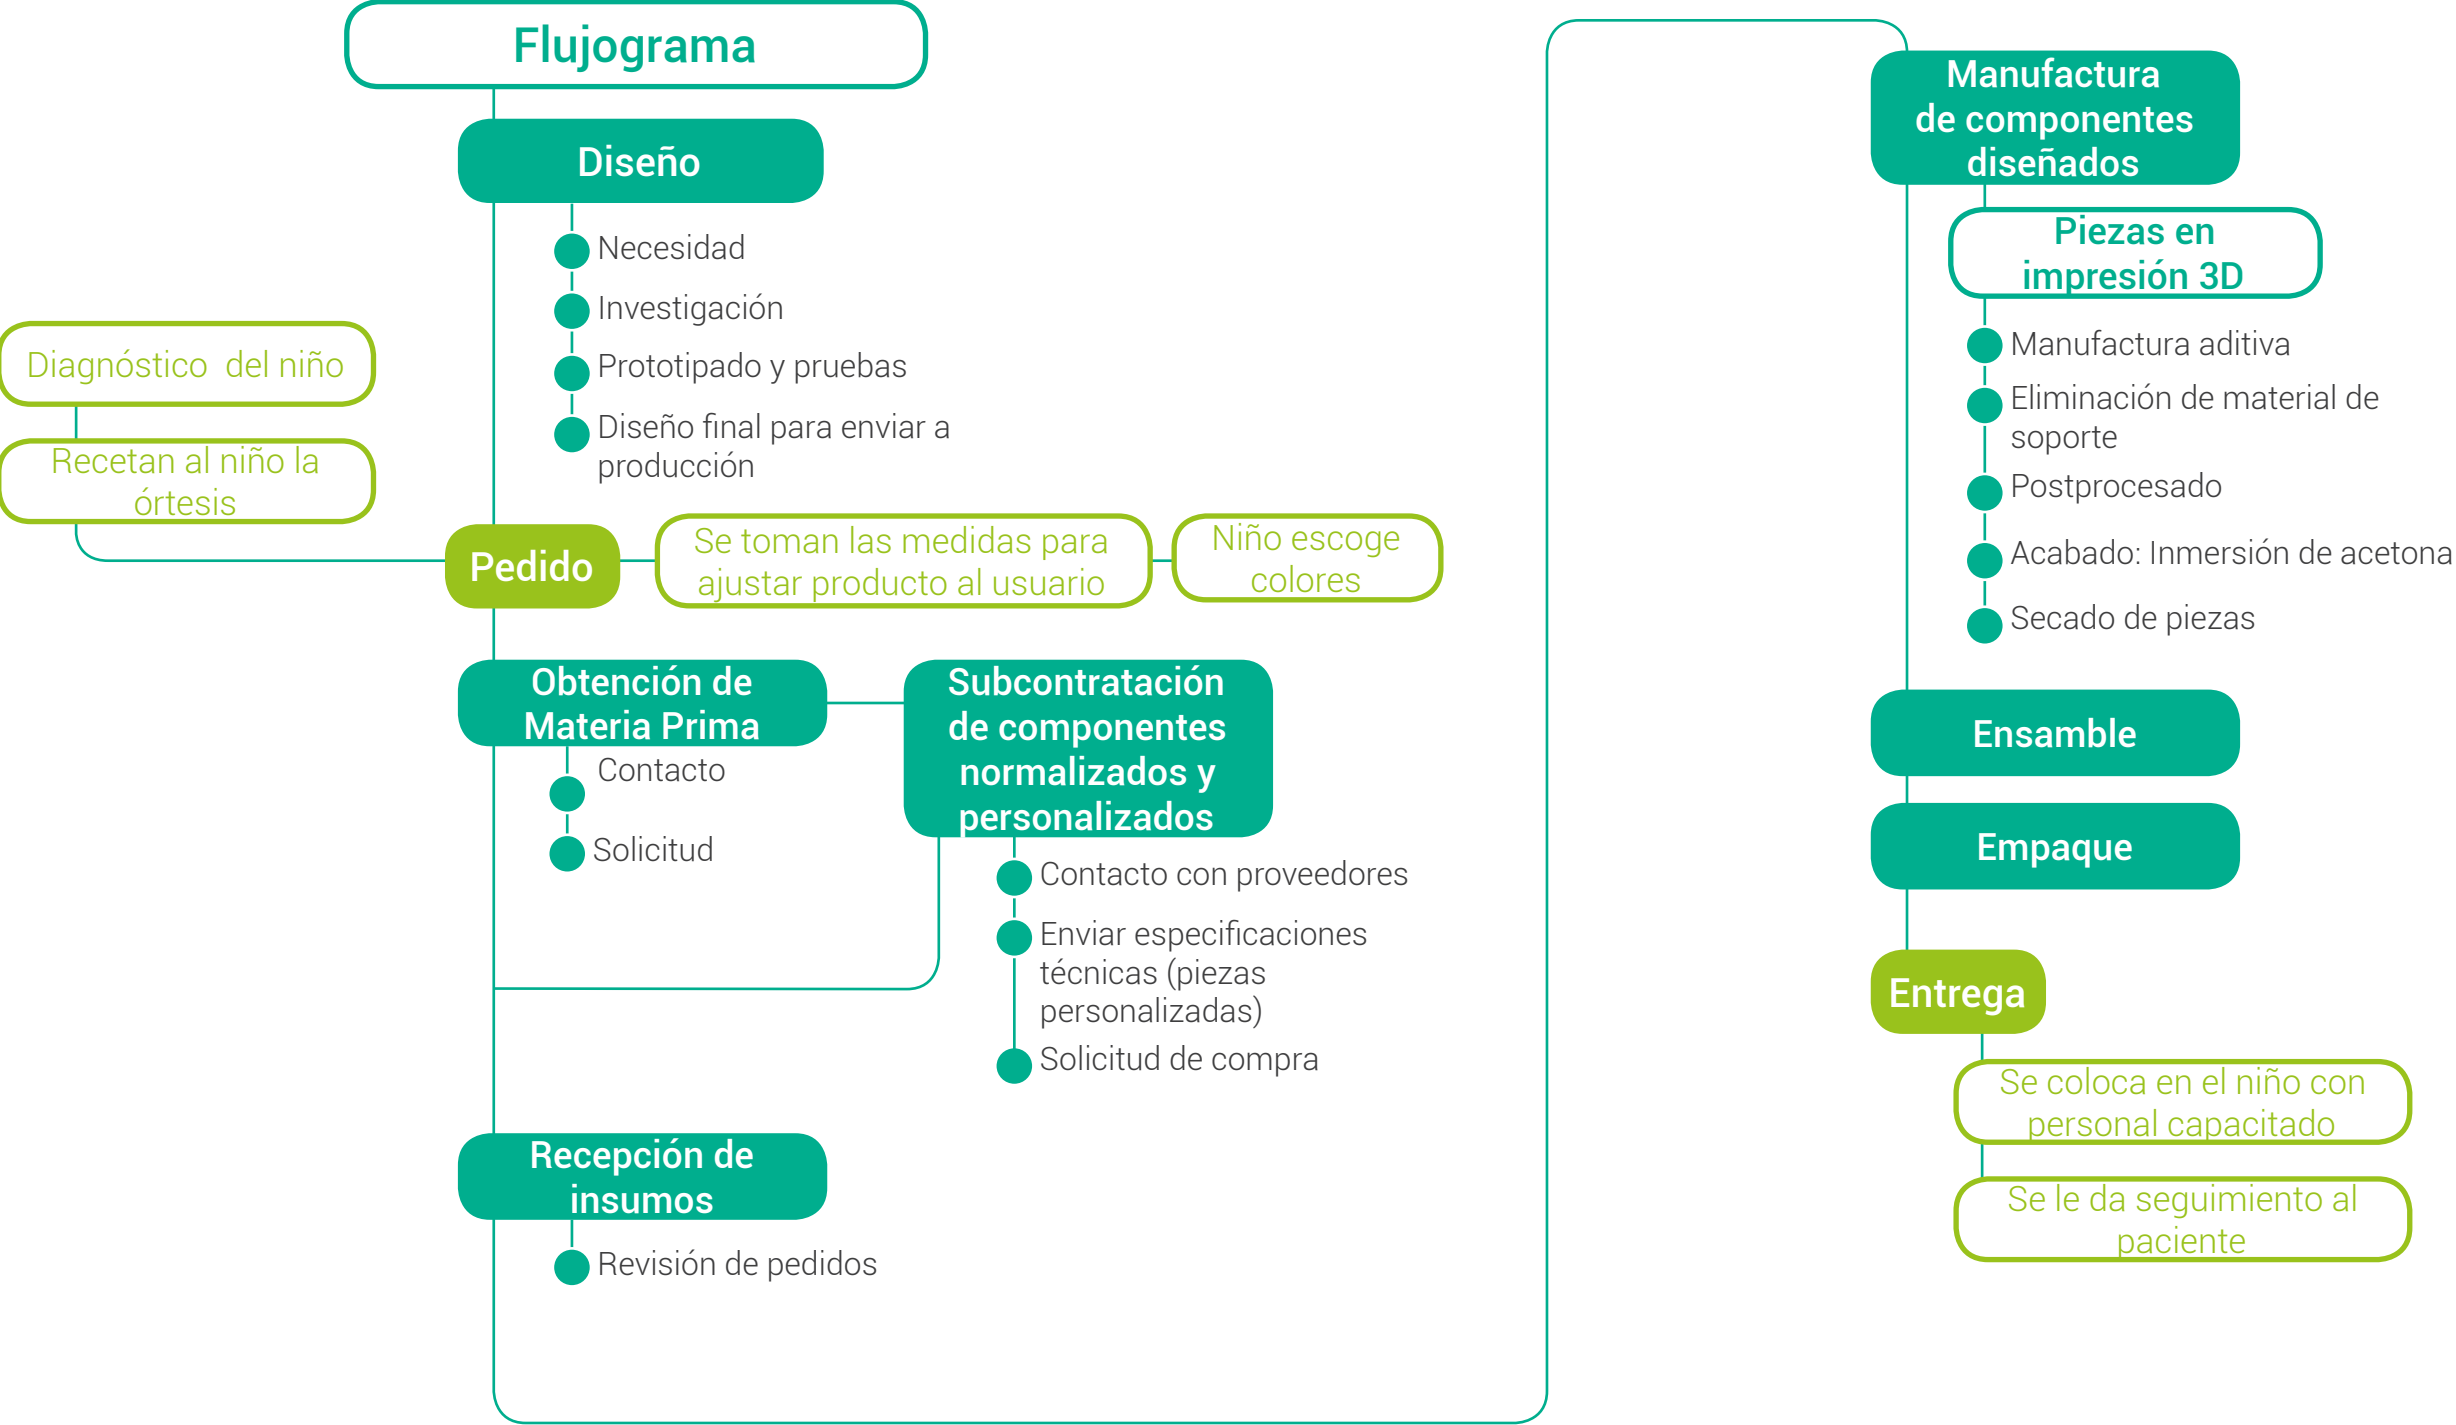 Flujograma
Diseño
Necesidad
Investigación
Prototipado y pruebas
Diseño final para enviar a
producción
Diagnóstico del niño
Recetan al niño la
órtesis
Pedido
Se toman las medidas para
ajustar producto al usuario
Niño escoge
colores
Obtención de
Materia Prima
Contacto
Solicitud
Subcontratación
de componentes
normalizados y
personalizados
Contacto con proveedores
Enviar especificaciones
técnicas (piezas
personalizadas)
Solicitud de compra
Recepción de
insumos
Revisión de pedidos
Manufactura
de componentes
diseñados
Piezas en
impresión 3D
Manufactura aditiva
Eliminación de material de
soporte
Postprocesado
Acabado: Inmersión de acetona
Secado de piezas
Ensamble
Empaque
Entrega
Se coloca en el niño con
personal capacitado
Se le da seguimiento al
paciente